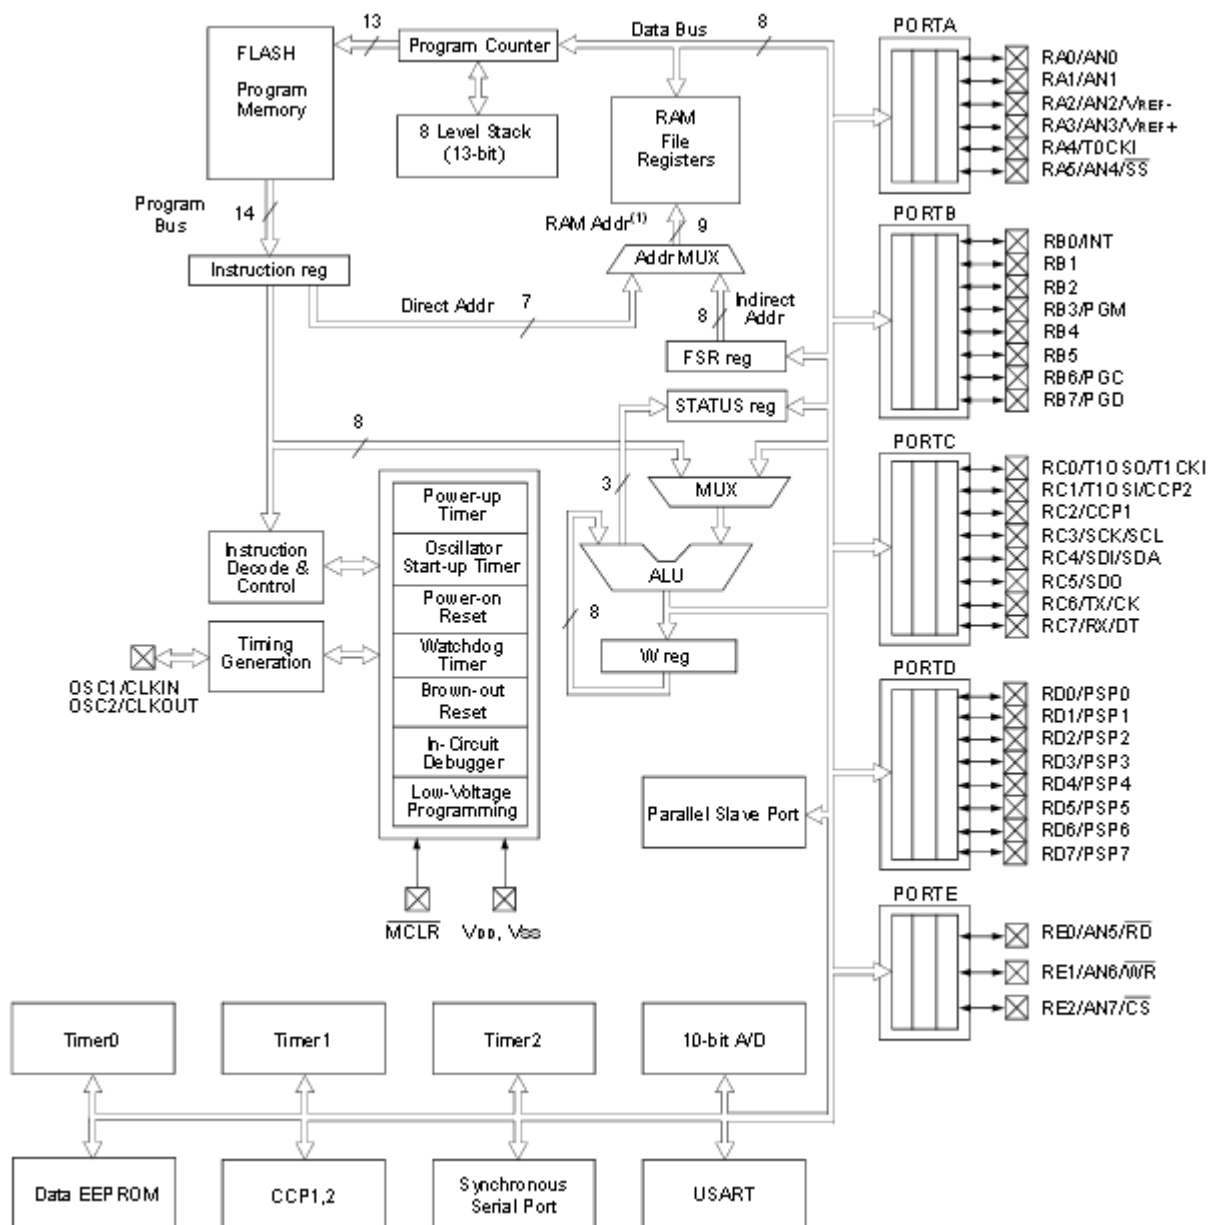 13
Program Counter
Data Bus
8
PORTA
FLASH
Program
Memory
8 Level Stack
(13-bit)
RAM
File
Registers
RA0/AN0
RA1/AN1
RA2/AN2/VREF-
RA3/AN3/VREF+
RA4/T0CKI
RA5/AN4/SS
Program
Bus
14
RAM Addr(1)
9
PORTB
Instruction reg
Addr MUX
RB0/INT
RB1
RB2
RB3/PGM
RB4
RB5
RB6/PGC
RB7/PGD
Direct Addr
7
8
Indirect
Addr
FSR reg
STATUS reg
8
PORTC
3
MUX
RC0/T1OSO/T1CKI
RC1/T1OSI/CCP2
RC2/CCP1
RC3/SCK/SCL
RC4/SDI/SDA
RC5/SDO
RC6/TX/CK
RC7/RX/DT
Power-up
Timer
Instruction
Decode &
Control
Oscillator
Start-up Timer
ALU
Power-on
Reset
8
Timing
Generation
Watchdog
Timer
W reg
OSC1/CLKIN
OSC2/CLKOUT
Brown-out
Reset
PORTD
In-Circuit
Debugger
Low-Voltage
Programming
Parallel Slave Port
RD0/PSP0
RD1/PSP1
RD2/PSP2
RD3/PSP3
RD4/PSP4
RD5/PSP5
RD6/PSP6
RD7/PSP7
MCLR
VDD, VSS
PORTE
RE0/AN5/RD
RE1/AN6/WR
RE2/AN7/CS
Timer0
Timer1
Timer2
10-bit A/D
Data EEPROM
CCP1,2
Synchronous
Serial Port
USART